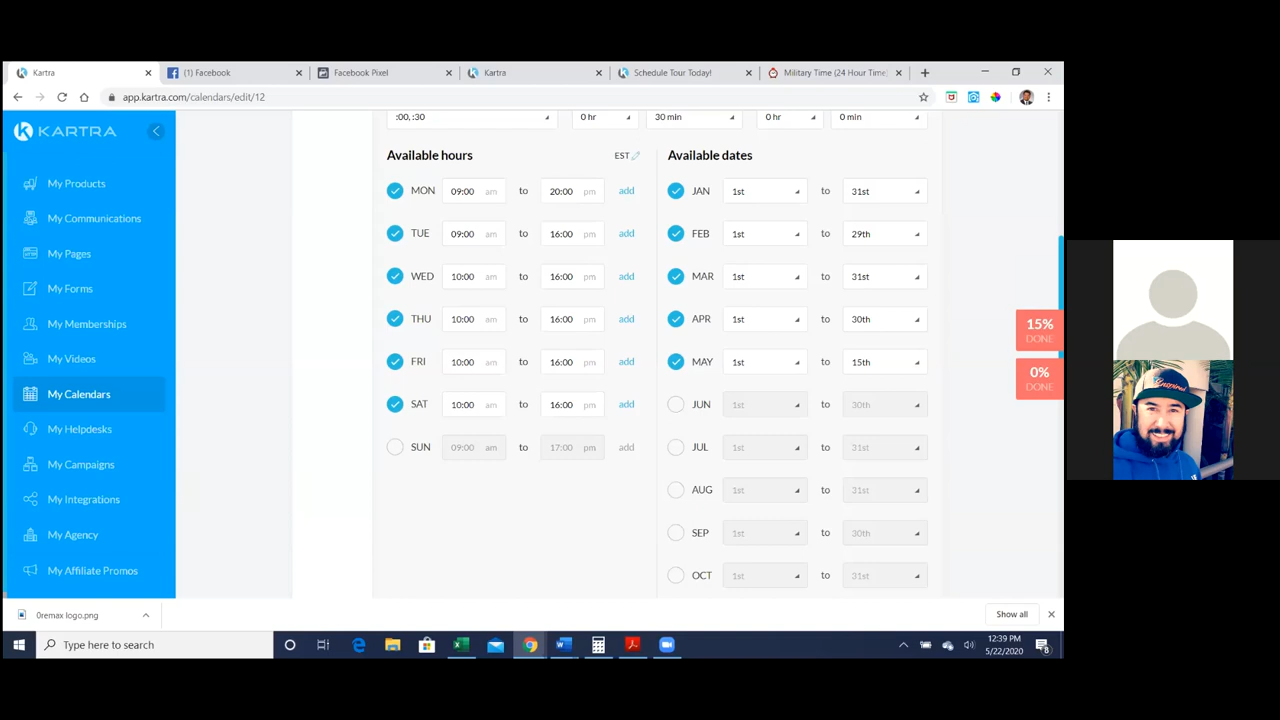 Kartra
(1) Facebook
Facebook Pixel
Kartra
Schedule Tour Today!
Military Time (24 Hour Time)
app.kartra.com/calendars/edit/12
KARTRA
My Products
My Communications
My Pages
My Forms
My Memberships
My Videos
My Calendars
My Helpdesks
My Campaigns
My Integrations
My Agency
My Affiliate Promos
:00, :30 0 hr 30 min 0 hr 0 min
Available hours EST
MON 09:00 am to 20:00 pm add
TUE 09:00 am to 16:00 pm add
WED 10:00 am to 16:00 pm add
THU 10:00 am to 16:00 pm add
FRI 10:00 am to 16:00 pm add
SAT 10:00 am to 16:00 pm add
SUN 09:00 am to 17:00 pm add
Available dates
JAN 1st to 31st
FEB 1st to 29th
MAR 1st to 31st
APR 1st to 30th
MAY 1st to 15th
JUN 1st to 30th
JUL 1st to 31st
AUG 1st to 31st
SEP 1st to 30th
OCT 1st to 31st
15%
DONE
0%
DONE
Inspired
0remax logo.png
Show all
Type here to search
12:39 PM
5/22/2020
8